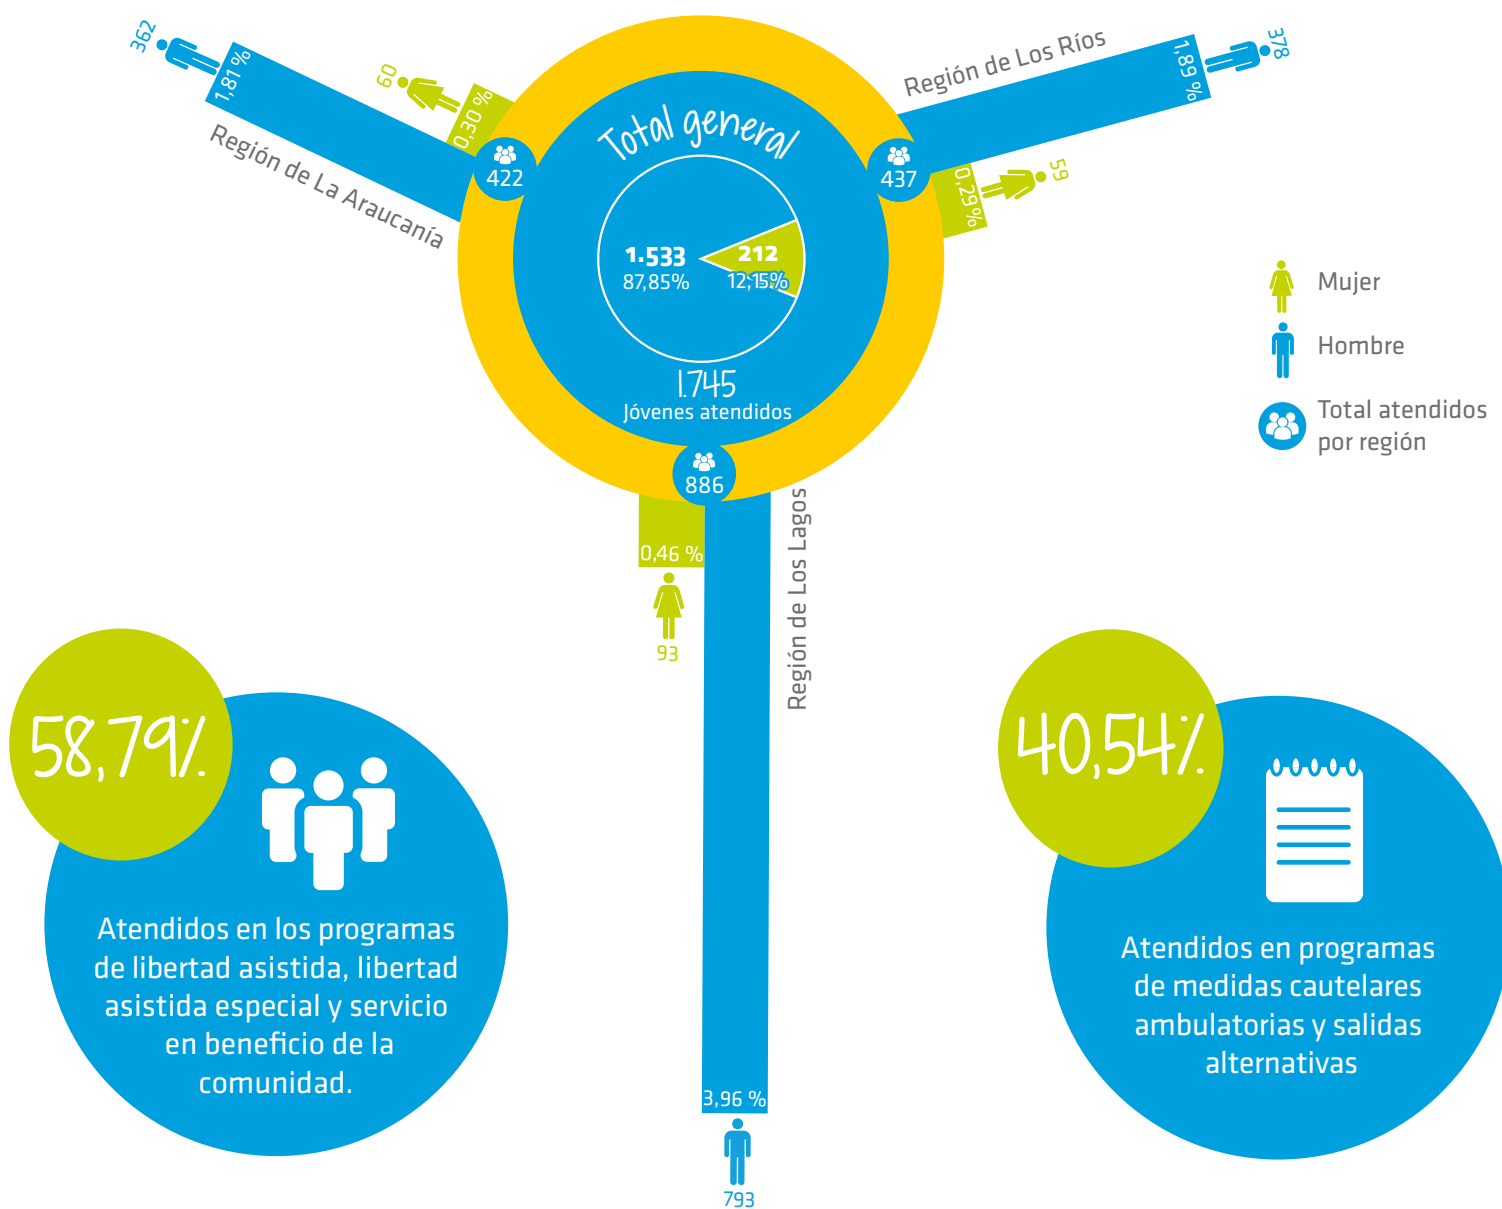 362
1,81 %
60
0,30 %
Región de La Araucanía
422
Total general
1.533
87,85%
212
12,15%
1.745
Jóvenes atendidos
Región de Los Ríos
1,89 %
378
437
0,29 %
59
Mujer
Hombre
Total atendidos
por región
886
0,46 %
93
Región de Los Lagos
3,96 %
793
58,79%
Atendidos en los programas
de libertad asistida, libertad
asistida especial y servicio
en beneficio de la
comunidad.
40,54%
Atendidos en programas
de medidas cautelares
ambulatorias y salidas
alternativas